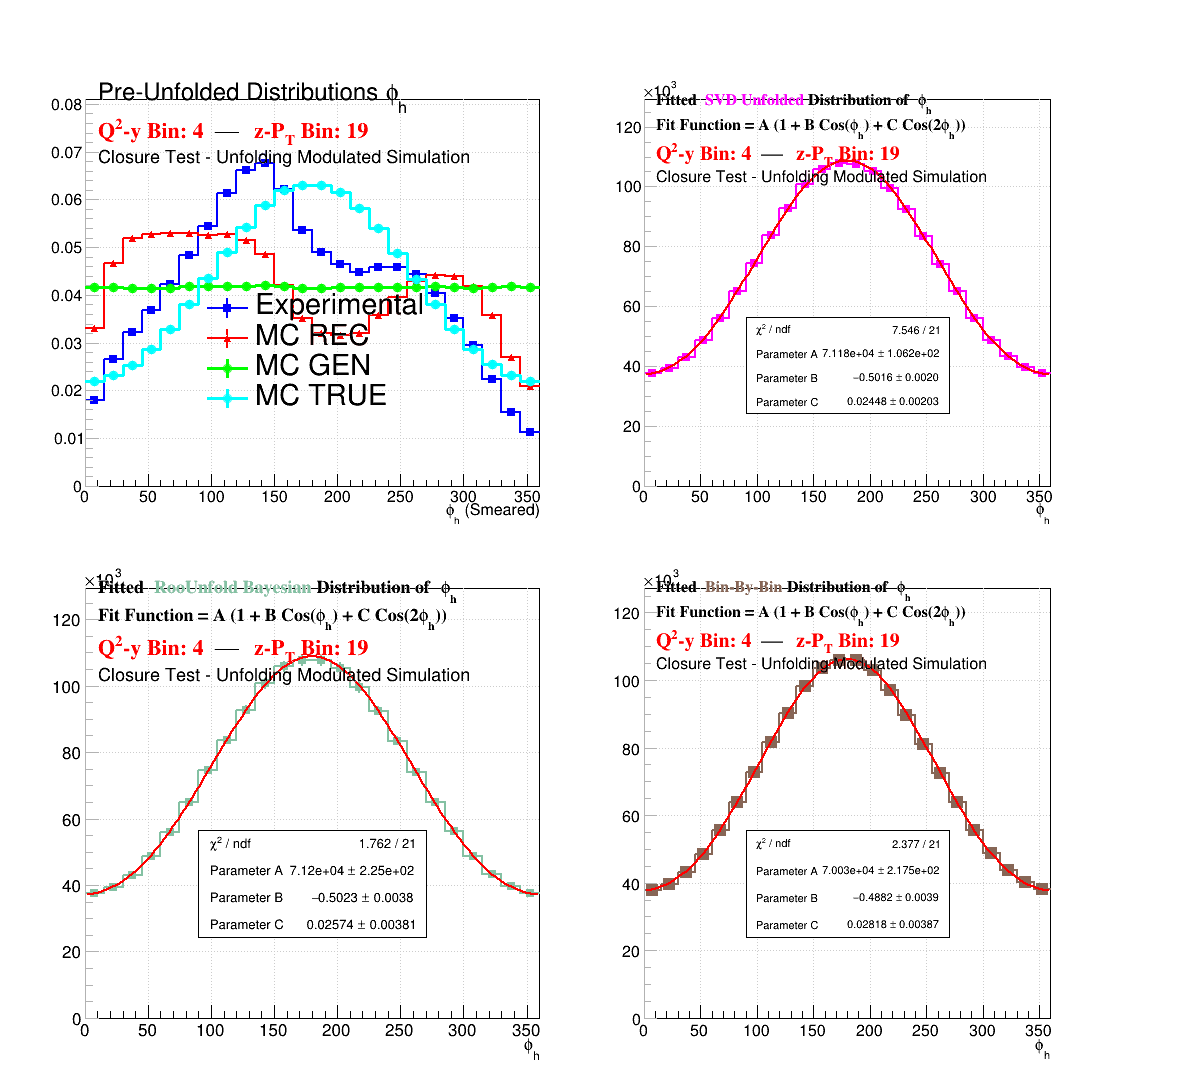 Pre-Unfolded Distributions ϕh
Q²-y Bin: 4 — z-PT Bin: 19
Closure Test - Unfolding Modulated Simulation
0.08
0.07
0.06
0.05
0.04
0.03
0.02
0.01
0
Experimental
MC REC
MC GEN
MC TRUE
0 50 100 150 200 250 300 350
ϕh (Smeared)
×10³
Fitted SVD Unfolded Distribution of ϕh
Fit Function = A (1 + B Cos(ϕh) + C Cos(2ϕh))
Q²-y Bin: 4 — z-PT Bin: 19
Closure Test - Unfolding Modulated Simulation
120
100
80
60
40
20
0
χ² / ndf 7.546 / 21
Parameter A 7.118e+04 ± 1.062e+02
Parameter B −0.5016 ± 0.0020
Parameter C 0.02448 ± 0.00203
0 50 100 150 200 250 300 350
ϕh
×10³
Fitted RooUnfold Bayesian Distribution of ϕh
Fit Function = A (1 + B Cos(ϕh) + C Cos(2ϕh))
Q²-y Bin: 4 — z-PT Bin: 19
Closure Test - Unfolding Modulated Simulation
120
100
80
60
40
20
0
χ² / ndf 1.762 / 21
Parameter A 7.12e+04 ± 2.25e+02
Parameter B −0.5023 ± 0.0038
Parameter C 0.02574 ± 0.00381
0 50 100 150 200 250 300 350
ϕh
×10³
Fitted Bin-By-Bin Distribution of ϕh
Fit Function = A (1 + B Cos(ϕh) + C Cos(2ϕh))
Q²-y Bin: 4 — z-PT Bin: 19
Closure Test - Unfolding Modulated Simulation
120
100
80
60
40
20
0
χ² / ndf 2.377 / 21
Parameter A 7.003e+04 ± 2.175e+02
Parameter B −0.4882 ± 0.0039
Parameter C 0.02818 ± 0.00387
0 50 100 150 200 250 300 350
ϕh